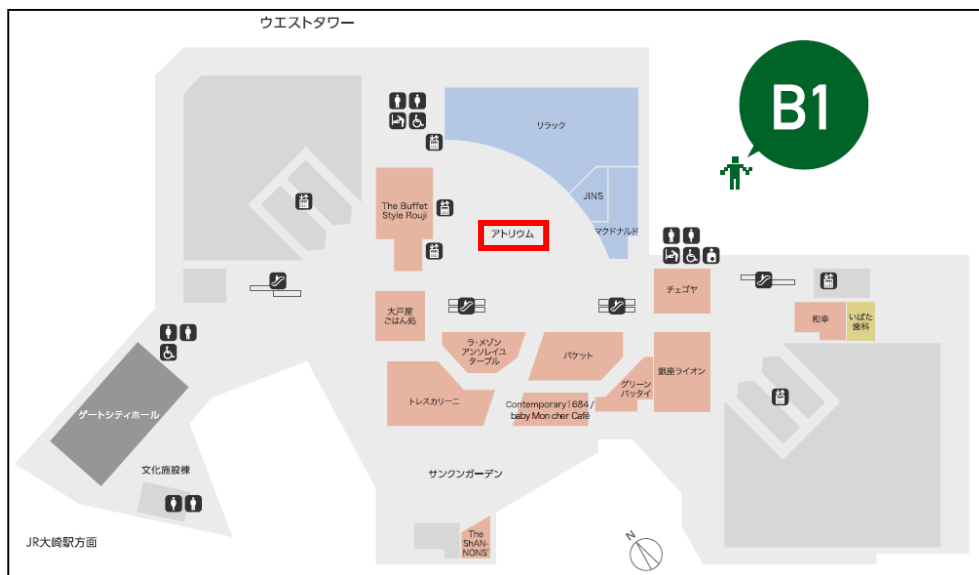 ウエストタワー
B1
リラック
JINS
マクドナルド
The Buffet
Style Rouji
アトリウム
チェゴヤ
大戸屋
ごはん処
和幸
いばた
歯科
ラ・メゾン
アンソレイユ
ターブル
パケット
銀座ライオン
グリーン
パッタイ
トレスカリーニ
Contemporary1684 /
baby Mon cher Café
ゲートシティホール
文化施設棟
サンクンガーデン
The
ShAN-
NONS'
JR大崎駅方面
N